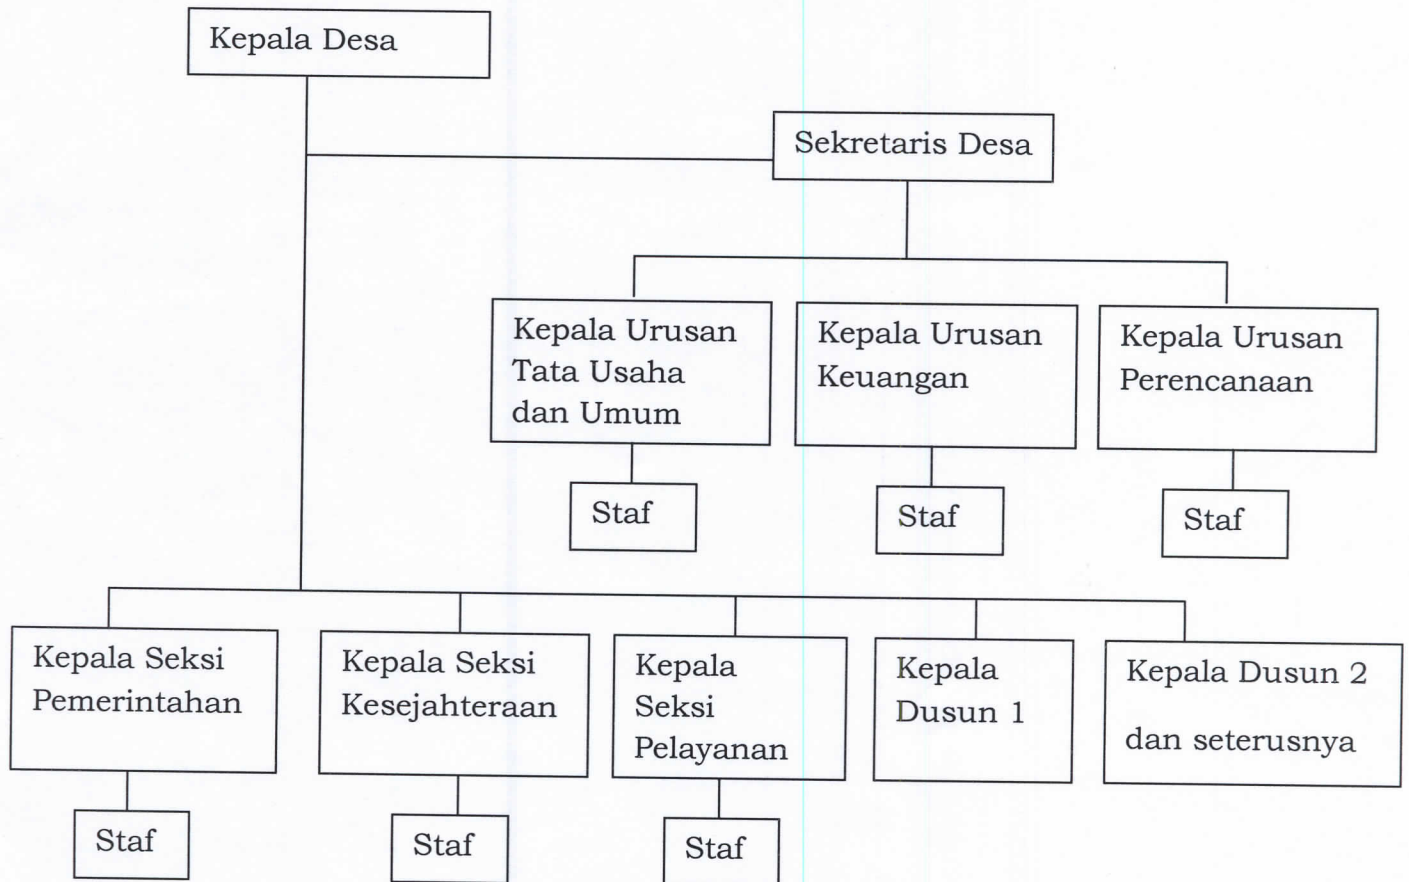 Kepala Desa
Sekretaris Desa
Kepala Urusan
Tata Usaha
dan Umum
Kepala Urusan
Keuangan
Kepala Urusan
Perencanaan
Staf
Staf
Staf
Kepala Seksi
Pemerintahan
Kepala Seksi
Kesejahteraan
Kepala
Seksi
Pelayanan
Kepala
Dusun 1
Kepala Dusun 2
dan seterusnya
Staf
Staf
Staf